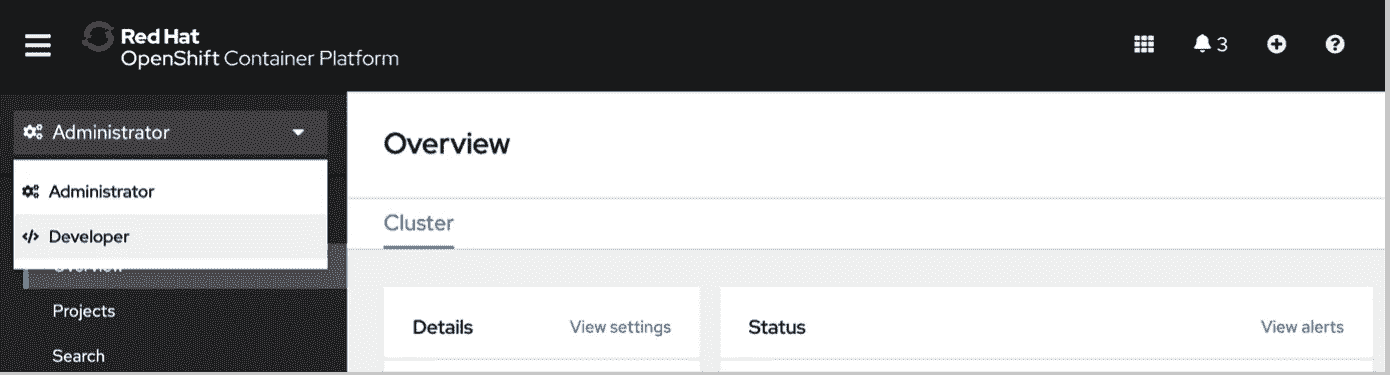 Red Hat
OpenShift Container Platform
3
Administrator
Administrator
Developer
Overview
Projects
Search
Overview
Cluster
Details
View settings
Status
View alerts